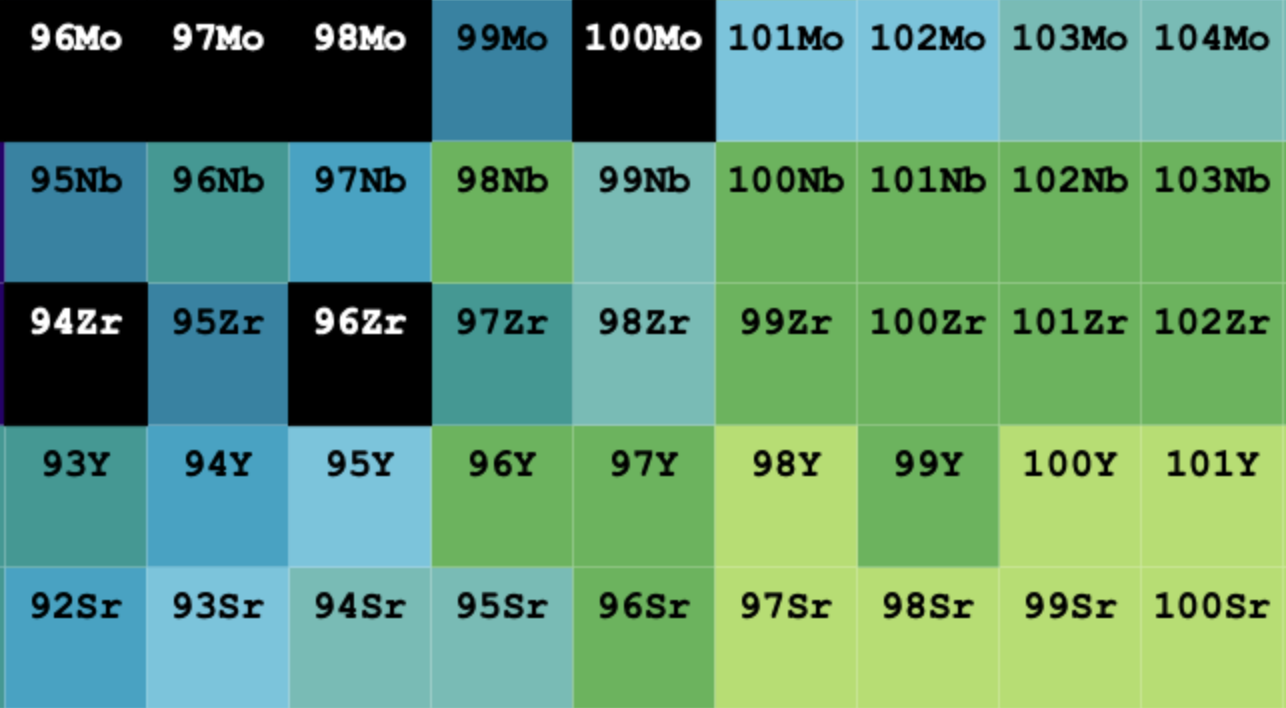 96Mo 97Mo 98Mo 99Mo 100Mo 101Mo 102Mo 103Mo 104Mo
95Nb 96Nb 97Nb 98Nb 99Nb 100Nb 101Nb 102Nb 103Nb
94Zr 95Zr 96Zr 97Zr 98Zr 99Zr 100Zr 101Zr 102Zr
93Y 94Y 95Y 96Y 97Y 98Y 99Y 100Y 101Y
92Sr 93Sr 94Sr 95Sr 96Sr 97Sr 98Sr 99Sr 100Sr